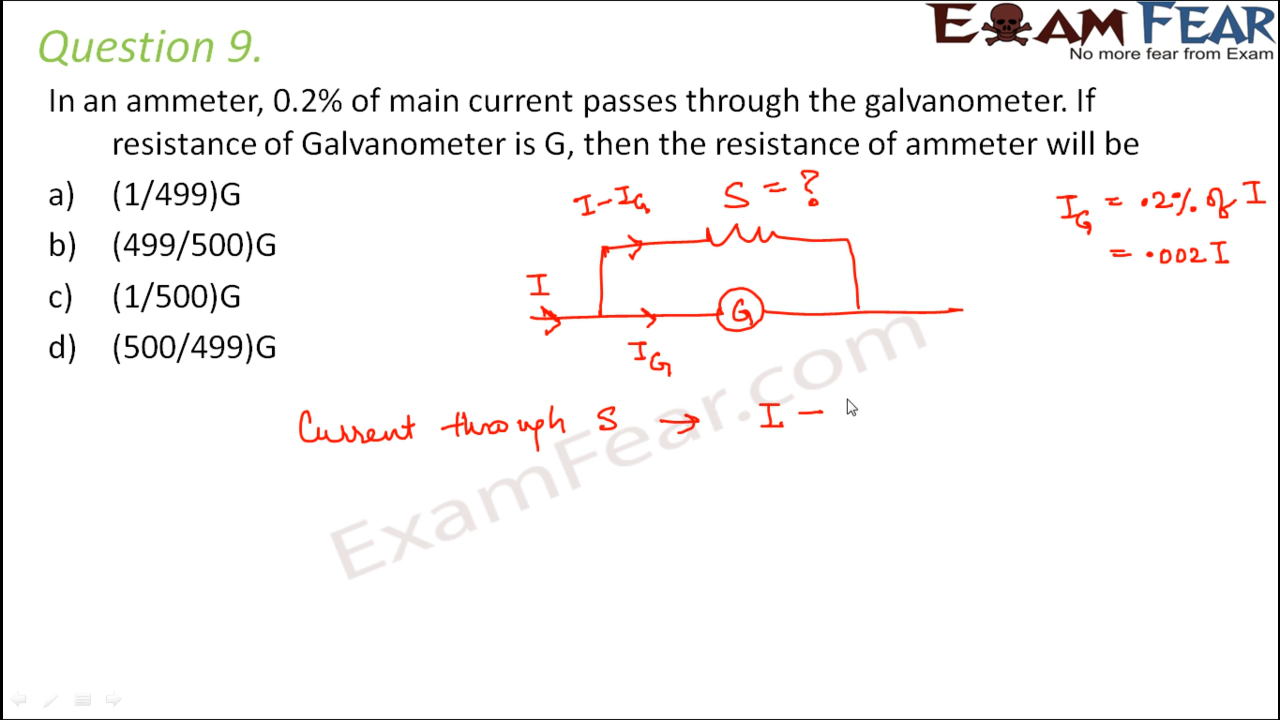 EXAM FEAR
No more fear from Exam
Question 9.
In an ammeter, 0.2% of main current passes through the galvanometer. If
resistance of Galvanometer is G, then the resistance of ammeter will be
a) (1/499)G
b) (499/500)G
c) (1/500)G
d) (500/499)G
I - IG
S = ?
IG = .2% of I
= .002 I
I
G
IG
Current through S → I -
ExamFear.com